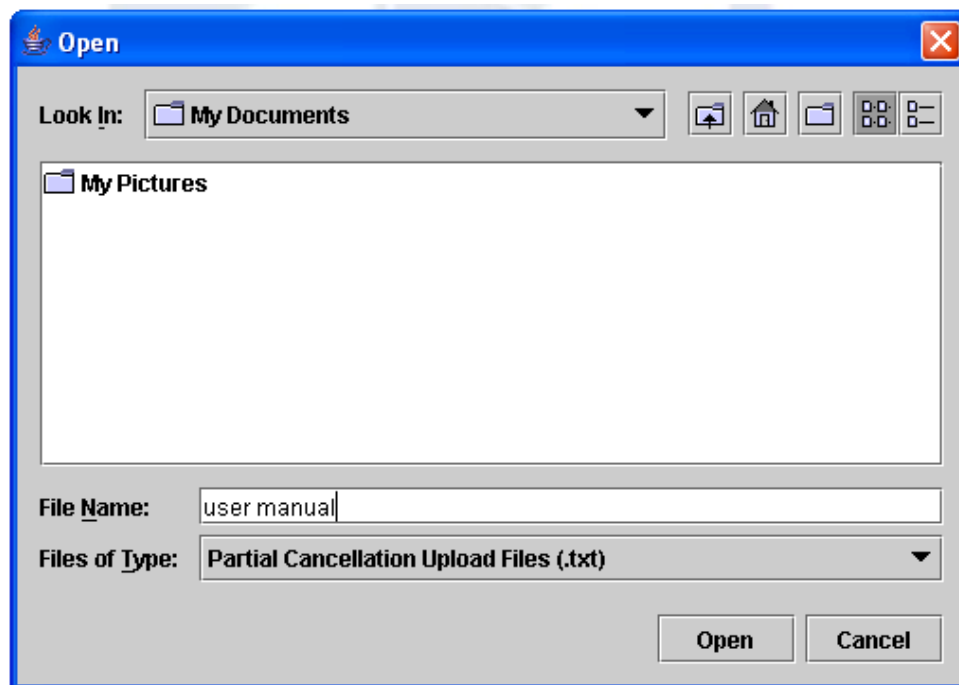 Open
Look In: My Documents
My Pictures
File Name: user manual
Files of Type: Partial Cancellation Upload Files (.txt)
Open Cancel